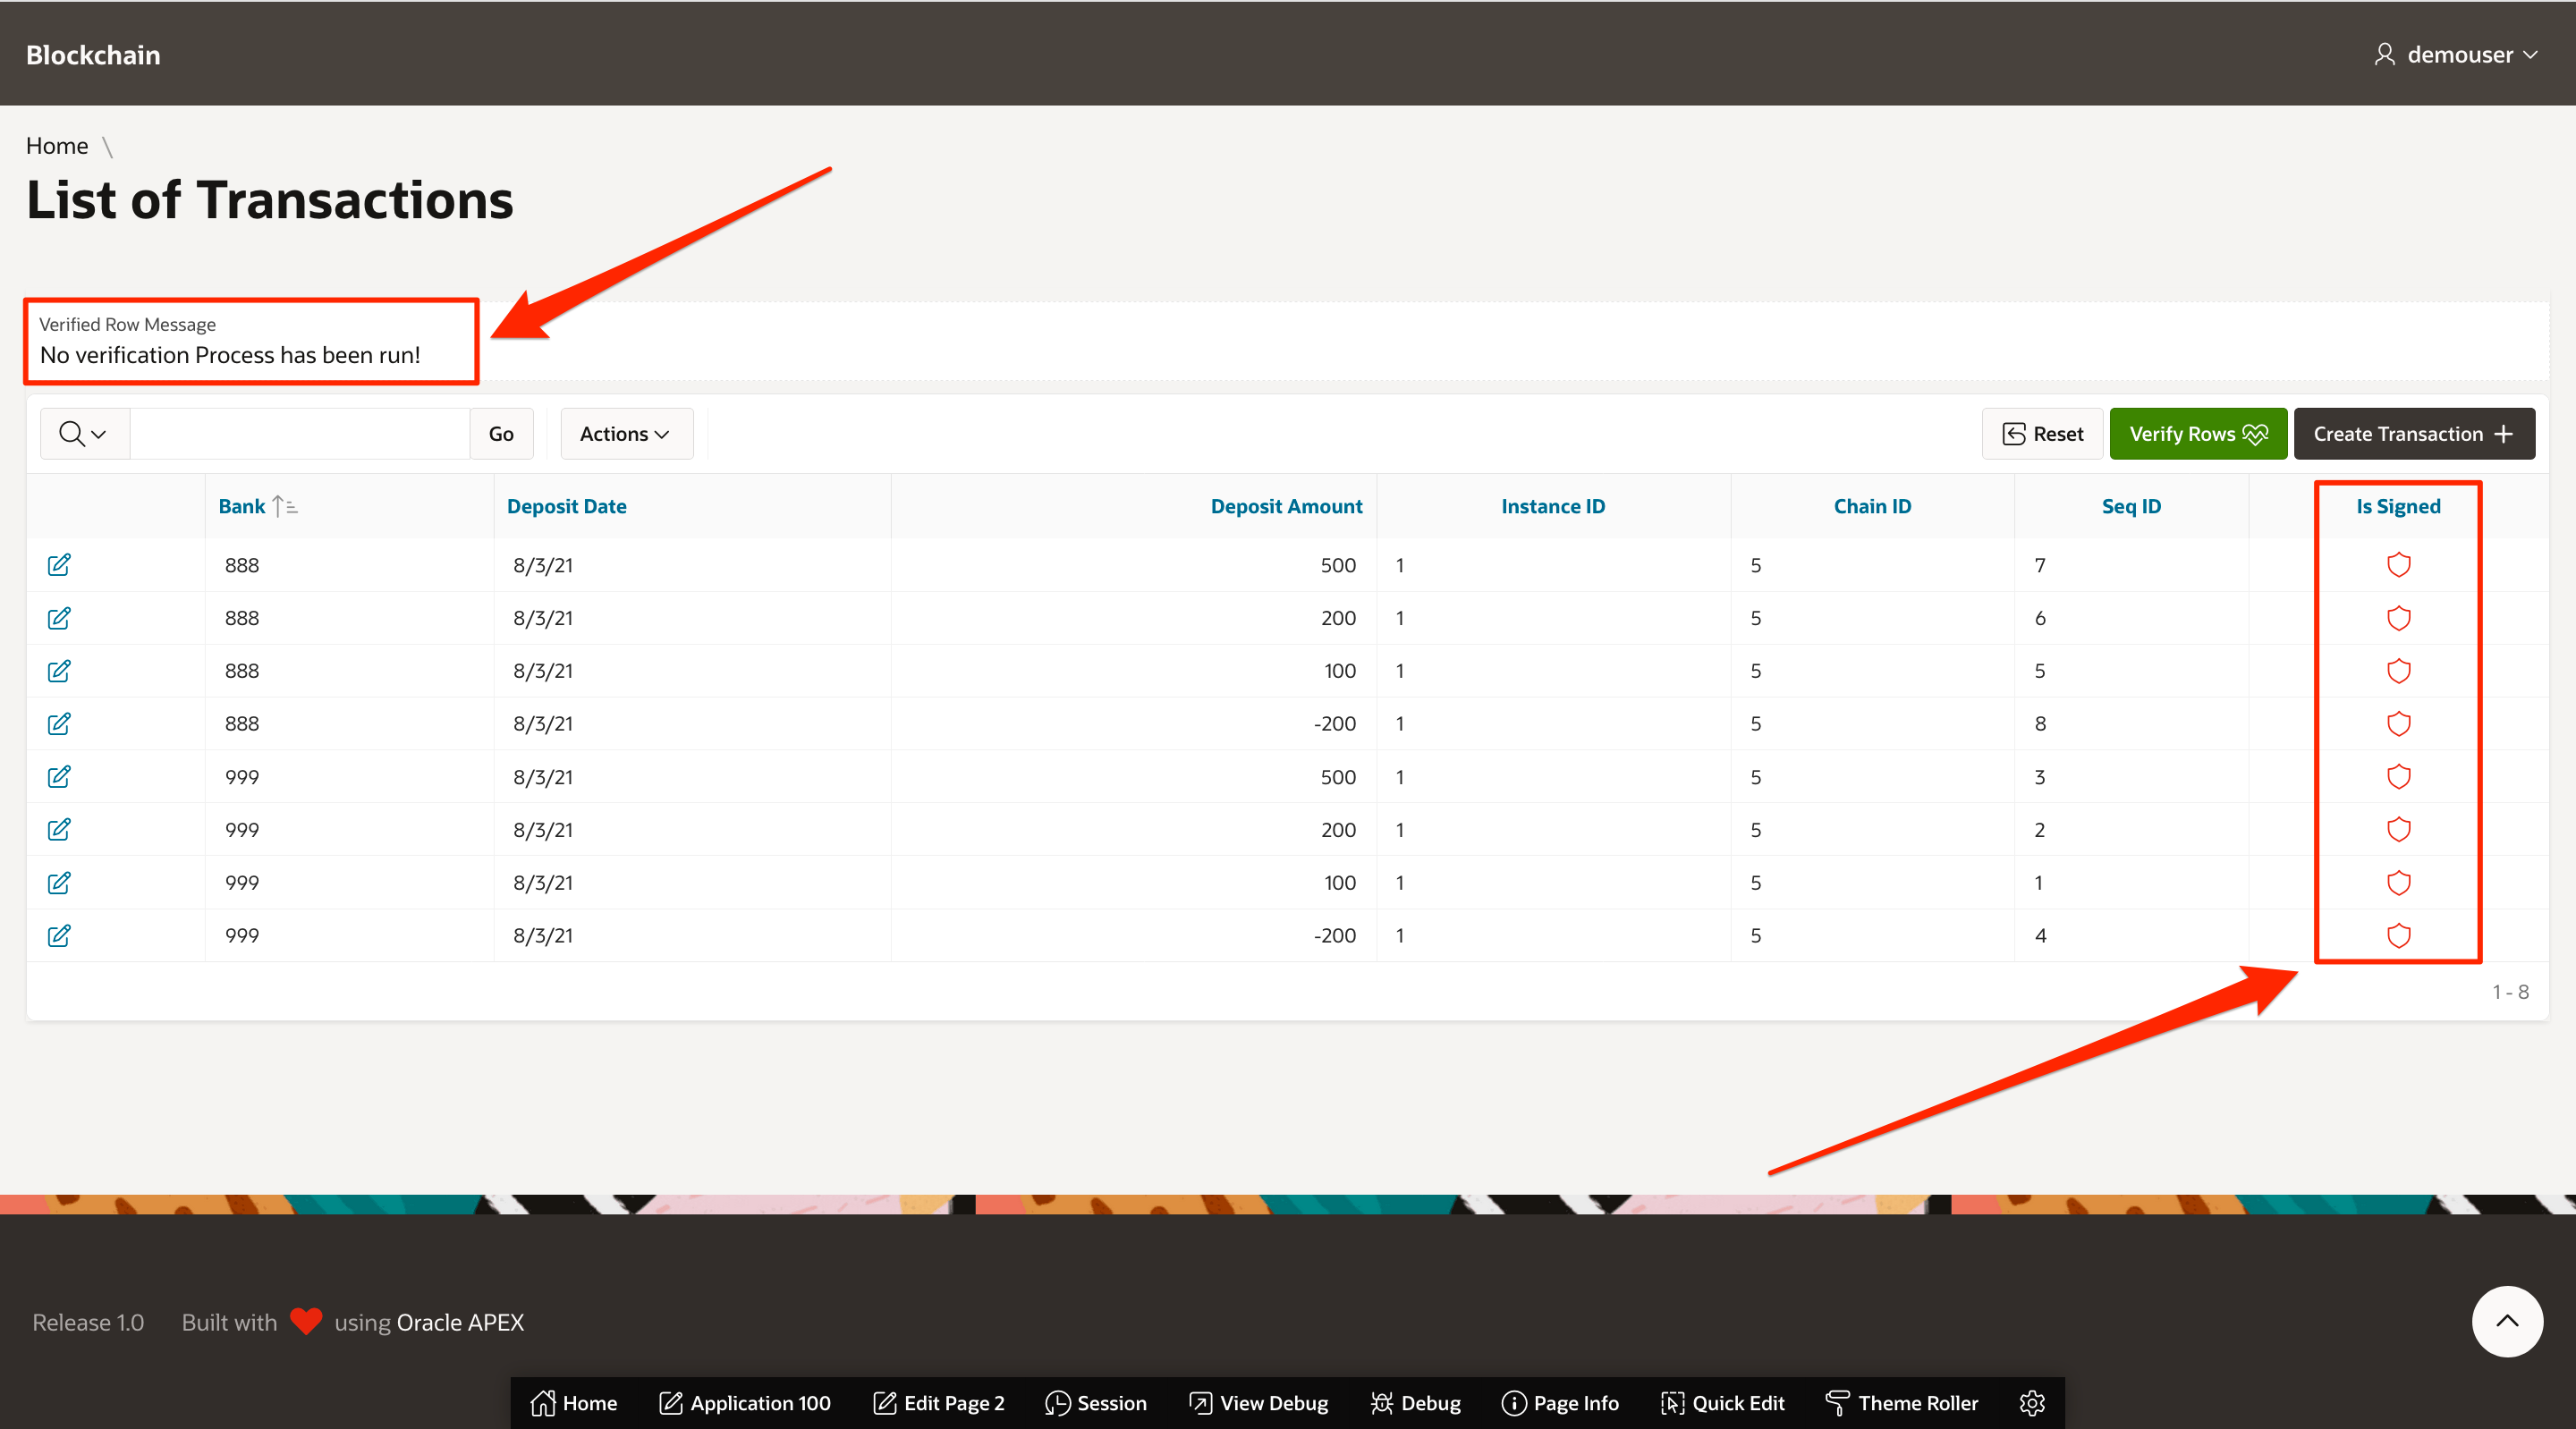 Blockchain
demouser
Home \
List of Transactions
Verified Row Message
No verification Process has been run!
Go Actions Reset Verify Rows Create Transaction
Bank Deposit Date Deposit Amount Instance ID Chain ID Seq ID Is Signed
888 8/3/21 500 1 5 7
888 8/3/21 200 1 5 6
888 8/3/21 100 1 5 5
888 8/3/21 -200 1 5 8
999 8/3/21 500 1 5 3
999 8/3/21 200 1 5 2
999 8/3/21 100 1 5 1
999 8/3/21 -200 1 5 4
1 - 8
Release 1.0 Built with using Oracle APEX
Home Application 100 Edit Page 2 Session View Debug Debug Page Info Quick Edit Theme Roller